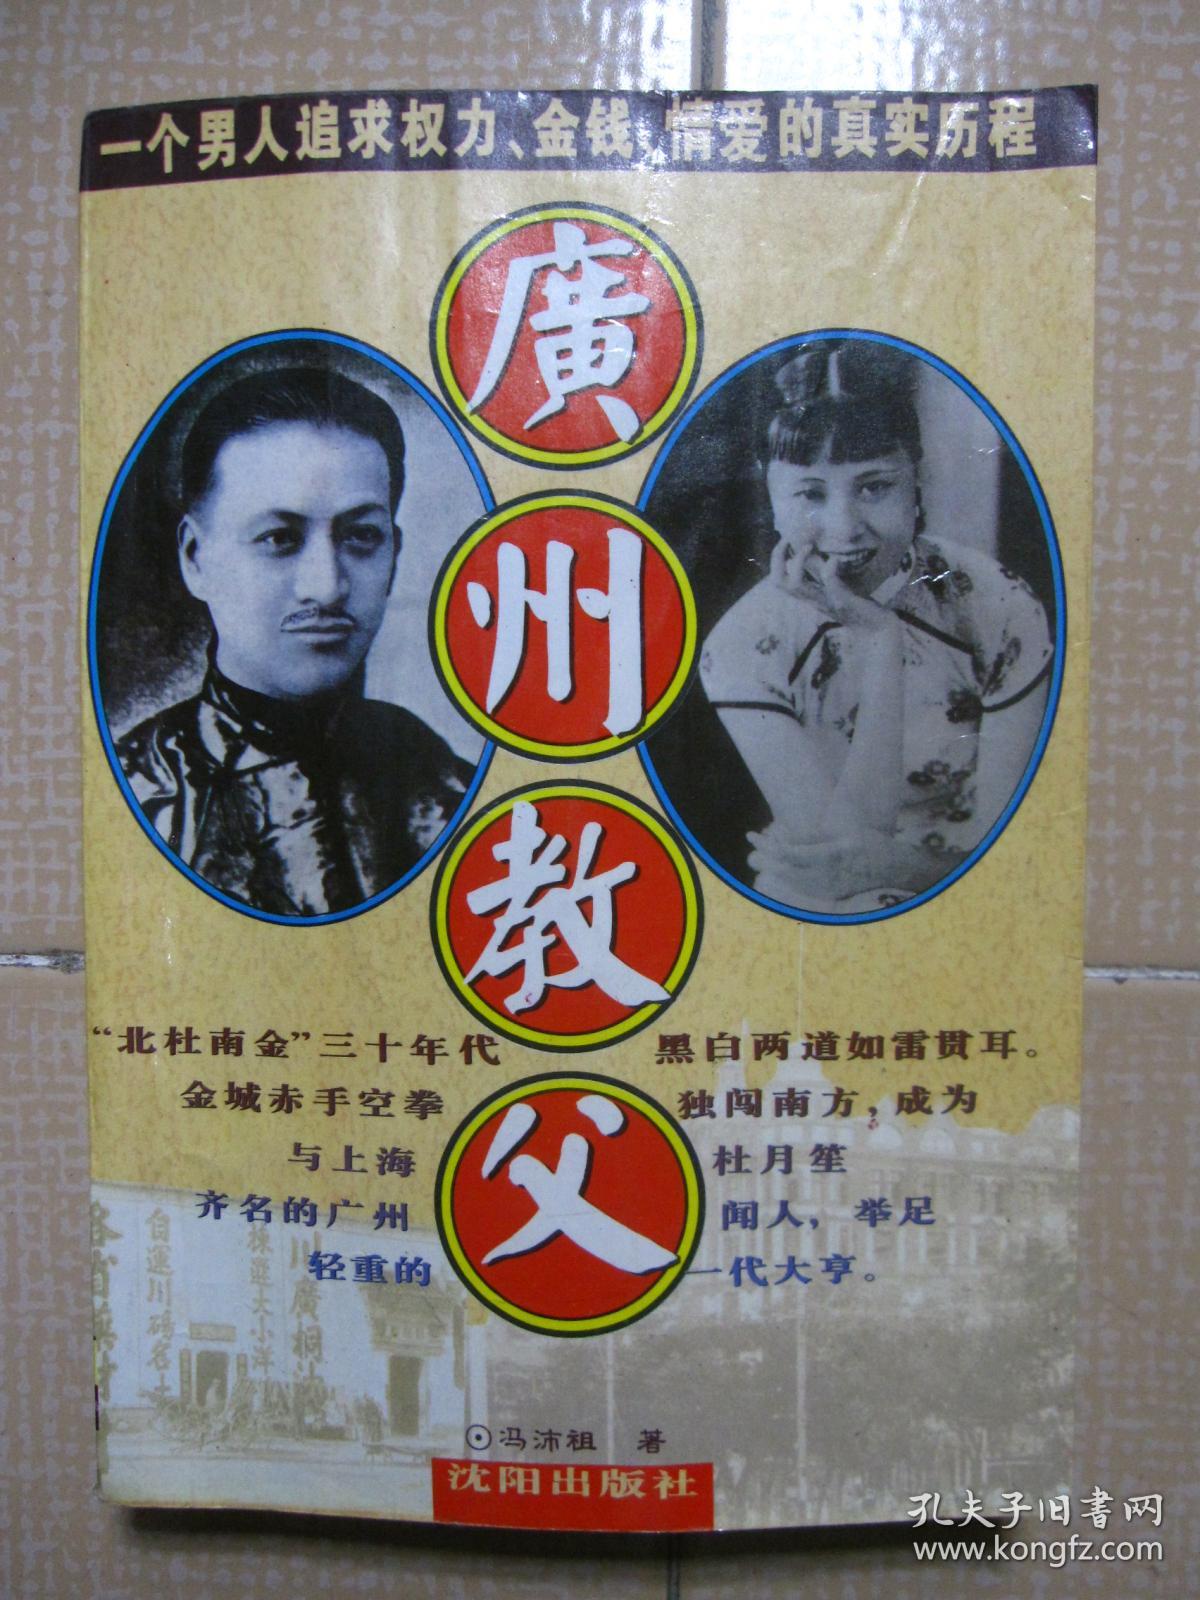 一个男人追求权力、金钱、情爱的真实历程
廣州教父
“北杜南金”三十年代 黑白两道如雷贯耳。
金城赤手空拳 独闯南方，成为
与上海 杜月笙
齐名的广州 闻人，举足
轻重的 一代大亨。
⊙冯沛祖 著
沈阳出版社
孔夫子旧书网
www.kongfz.com